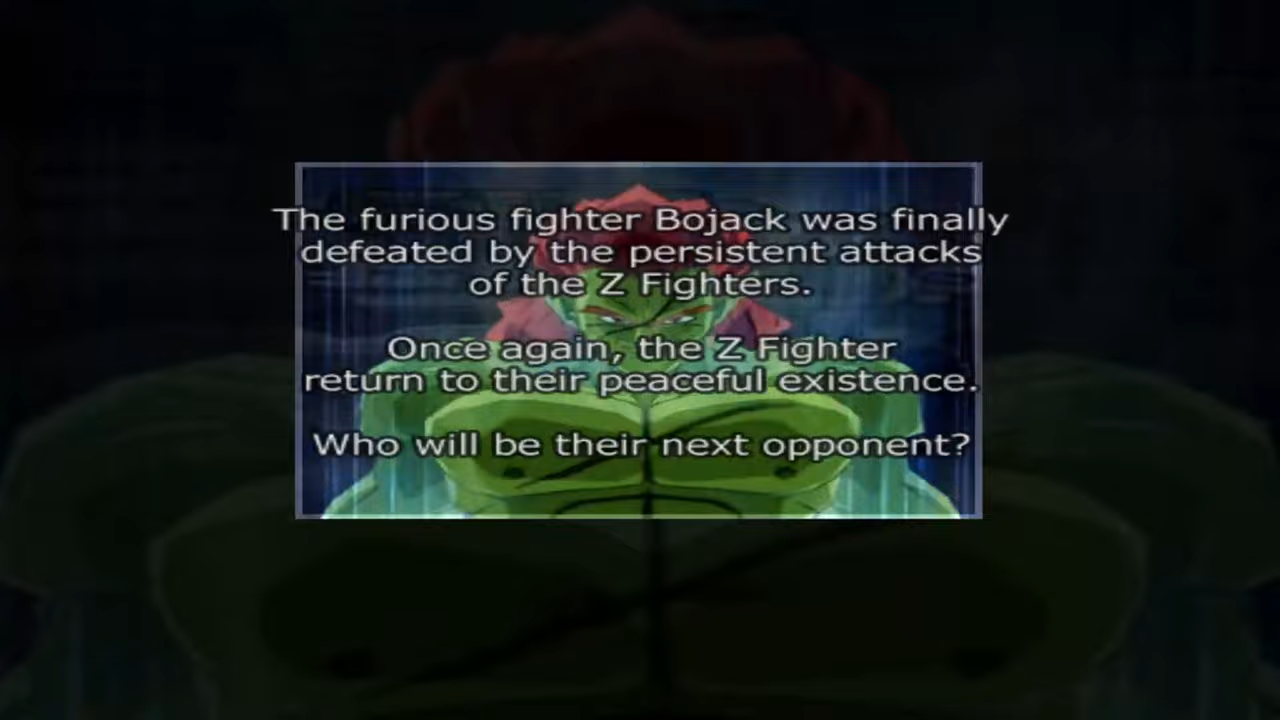 The furious fighter Bojack was finally
defeated by the persistent attacks
of the Z Fighters.
Once again, the Z Fighter
return to their peaceful existence.
Who will be their next opponent?